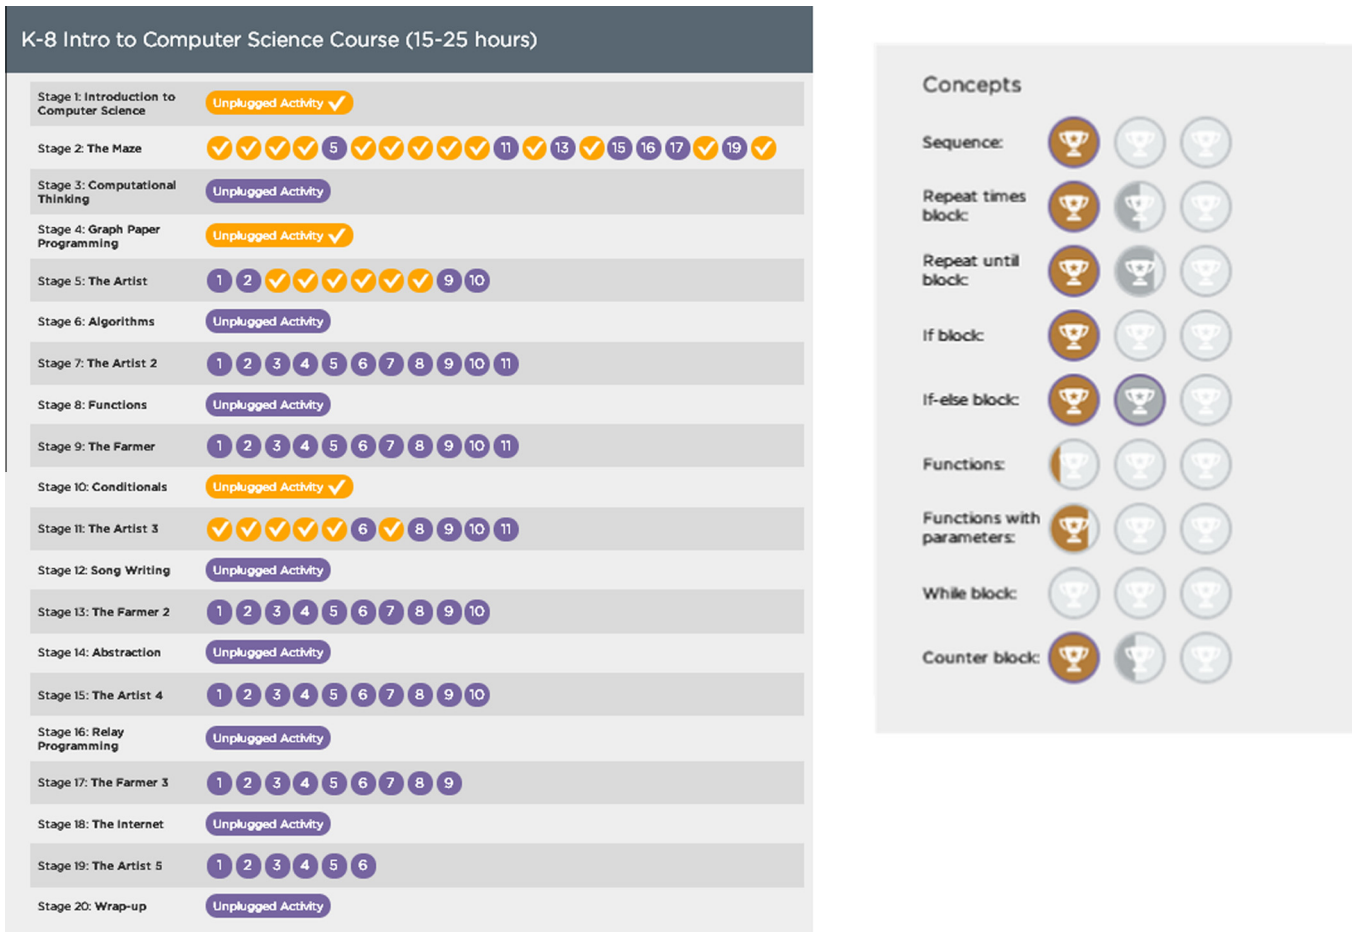 K-8 Intro to Computer Science Course (15-25 hours)
Stage 1: Introduction to
Computer Science
Unplugged Activity
Stage 2: The Maze
5 11 13 15 16 17 19
Stage 3: Computational
Thinking
Unplugged Activity
Stage 4: Graph Paper
Programming
Unplugged Activity
Stage 5: The Artist
1 2 9 10
Stage 6: Algorithms
Unplugged Activity
Stage 7: The Artist 2
1 2 3 4 5 6 7 8 9 10 11
Stage 8: Functions
Unplugged Activity
Stage 9: The Farmer
1 2 3 4 5 6 7 8 9 10 11
Stage 10: Conditionals
Unplugged Activity
Stage 11: The Artist 3
6 8 9 10 11
Stage 12: Song Writing
Unplugged Activity
Stage 13: The Farmer 2
1 2 3 4 5 6 7 8 9 10
Stage 14: Abstraction
Unplugged Activity
Stage 15: The Artist 4
1 2 3 4 5 6 7 8 9 10
Stage 16: Relay
Programming
Unplugged Activity
Stage 17: The Farmer 3
1 2 3 4 5 6 7 8 9
Stage 18: The Internet
Unplugged Activity
Stage 19: The Artist 5
1 2 3 4 5 6
Stage 20: Wrap-up
Unplugged Activity
Concepts
Sequence:
Repeat times
block:
Repeat until
block:
If block:
If-else block:
Functions:
Functions with
parameters:
While block:
Counter block: